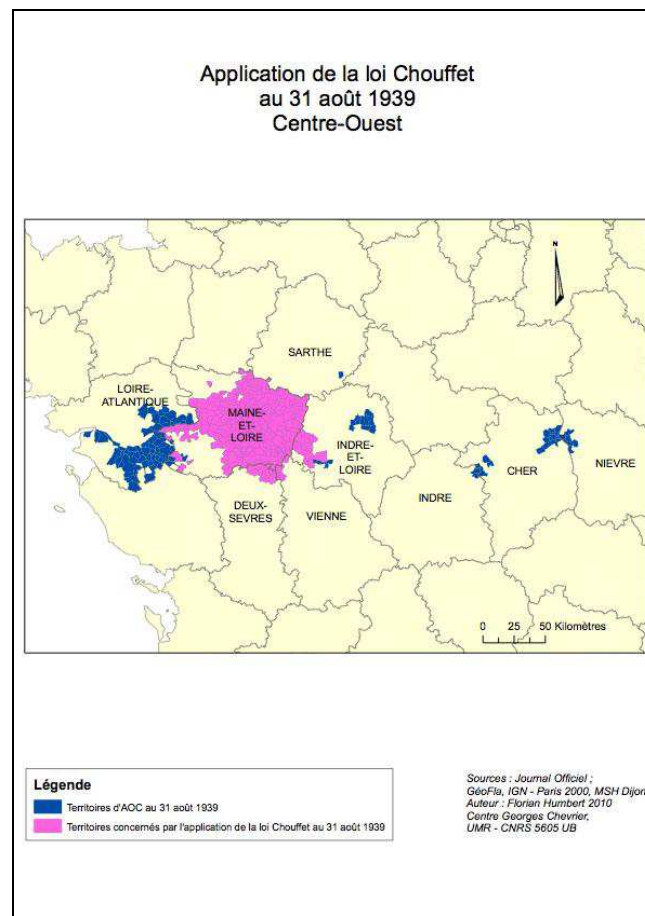 Application de la loi Chouffet
au 31 août 1939
Centre-Ouest
N
SARTHE
LOIRE-
ATLANTIQUE
MAINE-
ET-
LOIRE
INDRE-
ET-
LOIRE
CHER
NIEVRE
INDRE
DEUX-
SEVRES
VIENNE
0 25 50 Kilomètres
Légende
Territoires d'AOC au 31 août 1939
Territoires concernés par l'application de la loi Chouffet au 31 août 1939
Sources : Journal Officiel ;
GéoFla, IGN - Paris 2000, MSH Dijon
Auteur : Florian Humbert 2010
Centre Georges Chevrier,
UMR - CNRS 5605 UB